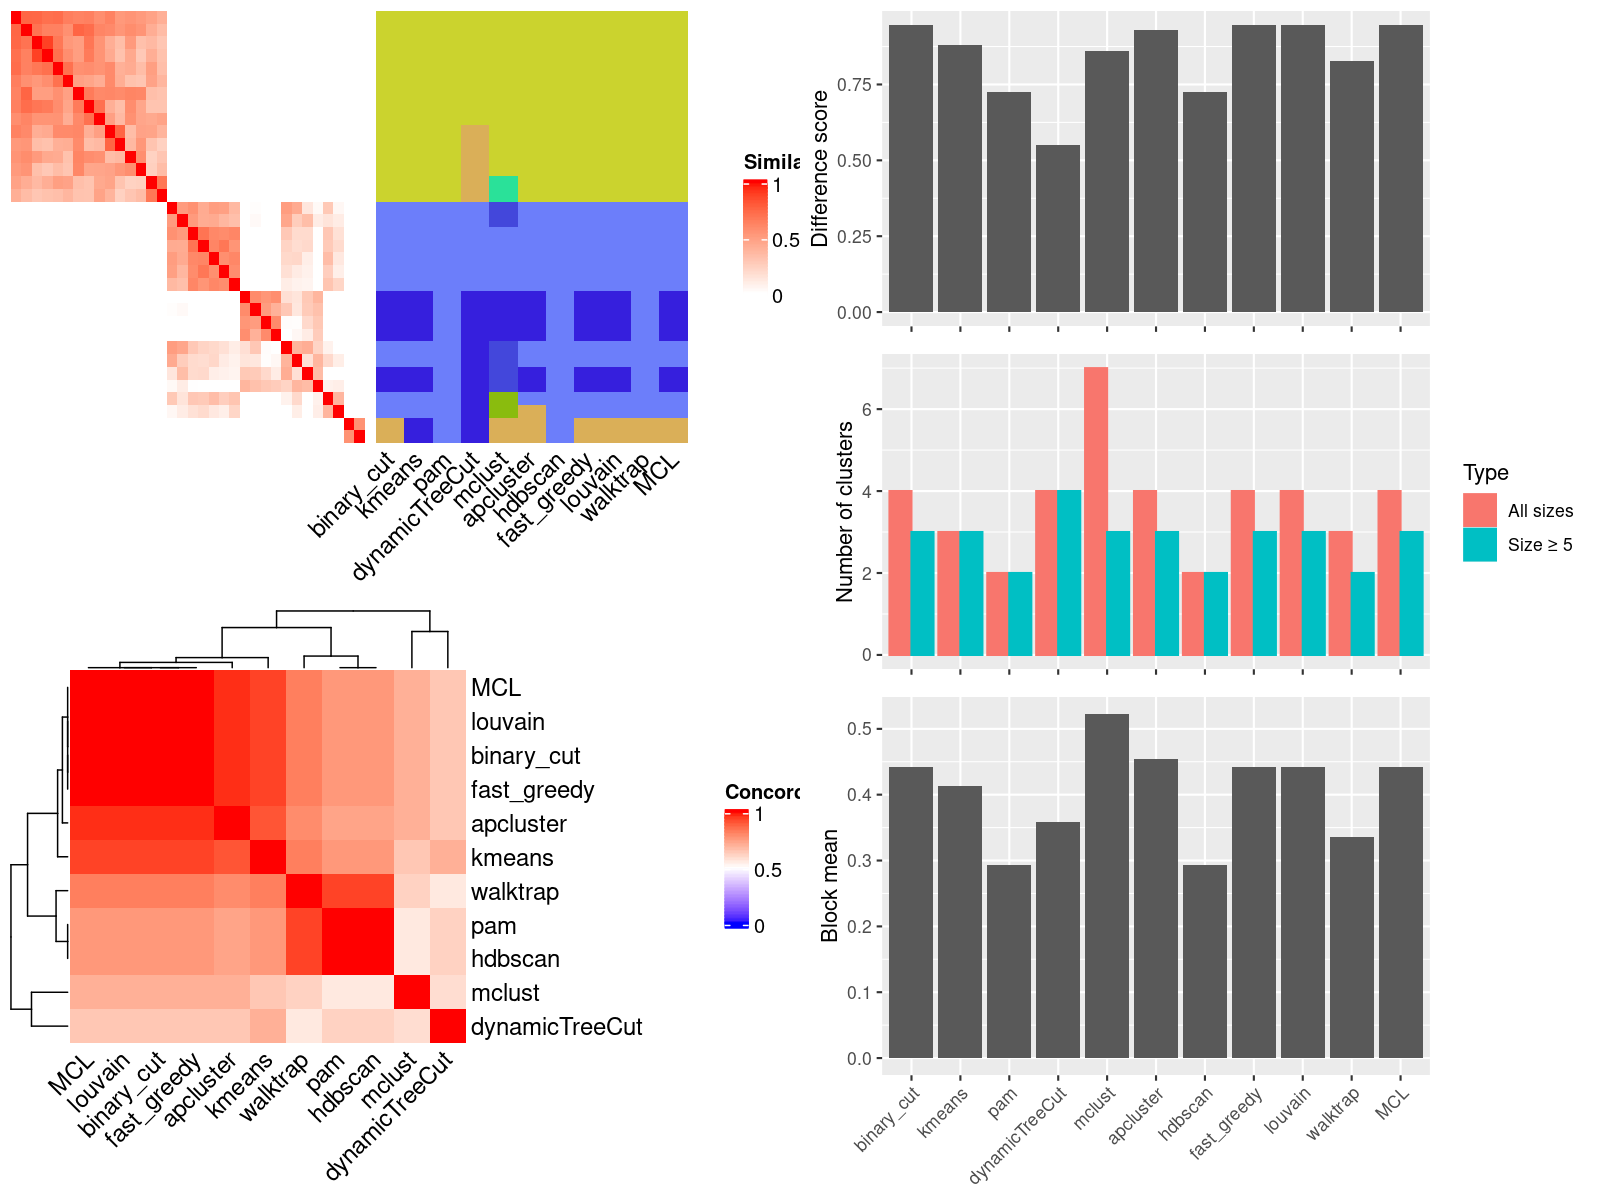 Simila
1
0.5
0
binary_cut
kmeans
pam
dynamicTreeCut
mclust
apcluster
hdbscan
fast_greedy
louvain
walktrap
MCL
Difference score
0.75
0.50
0.25
0.00
Number of clusters
6
4
2
0
Type
All sizes
Size ≥ 5
Block mean
0.5
0.4
0.3
0.2
0.1
0.0
binary_cut
kmeans
pam
dynamicTreeCut
mclust
apcluster
hdbscan
fast_greedy
louvain
walktrap
MCL
MCL
louvain
binary_cut
fast_greedy
apcluster
kmeans
walktrap
pam
hdbscan
mclust
dynamicTreeCut
MCL
louvain
binary_cut
fast_greedy
apcluster
kmeans
walktrap
pam
hdbscan
mclust
dynamicTreeCut
Concord
1
0.5
0